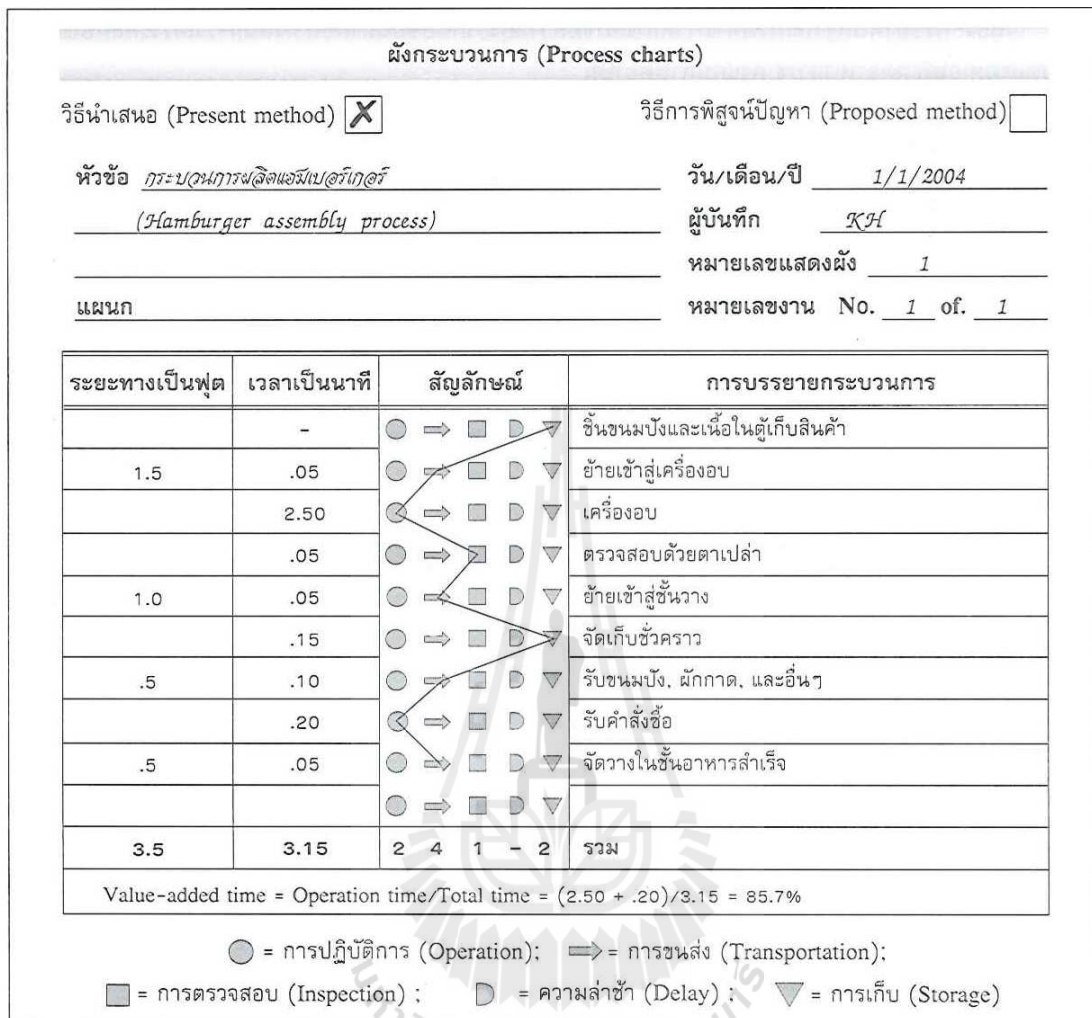 ผังกระบวนการ (Process charts)
วิธีนำเสนอ (Present method) X วิธีการพิสูจน์ปัญหา (Proposed method)
หัวข้อ กระบวนการผลิตแฮมเบอร์เกอร์ วัน/เดือน/ปี 1/1/2004
(Hamburger assembly process) ผู้บันทึก KH
หมายเลขแสดงผัง 1
แผนก หมายเลขงาน No. 1 of. 1
ระยะทางเป็นฟุต เวลาเป็นนาที สัญลักษณ์ การบรรยายกระบวนการ
- ชิ้นขนมปังและเนื้อในตู้เก็บสินค้า
1.5 .05 ย้ายเข้าสู่เครื่องอบ
2.50 เครื่องอบ
.05 ตรวจสอบด้วยตาเปล่า
1.0 .05 ย้ายเข้าสู่ชั้นวาง
.15 จัดเก็บชั่วคราว
.5 .10 รับขนมปัง, ผักกาด, และอื่นๆ
.20 รับคำสั่งซื้อ
.5 .05 จัดวางในชั้นอาหารสำเร็จ
3.5 3.15 2 4 1 - 2 รวม
Value-added time = Operation time/Total time = (2.50 + .20)/3.15 = 85.7%
= การปฏิบัติการ (Operation); = การขนส่ง (Transportation);
= การตรวจสอบ (Inspection) ; = ความล่าช้า (Delay) ; = การเก็บ (Storage)